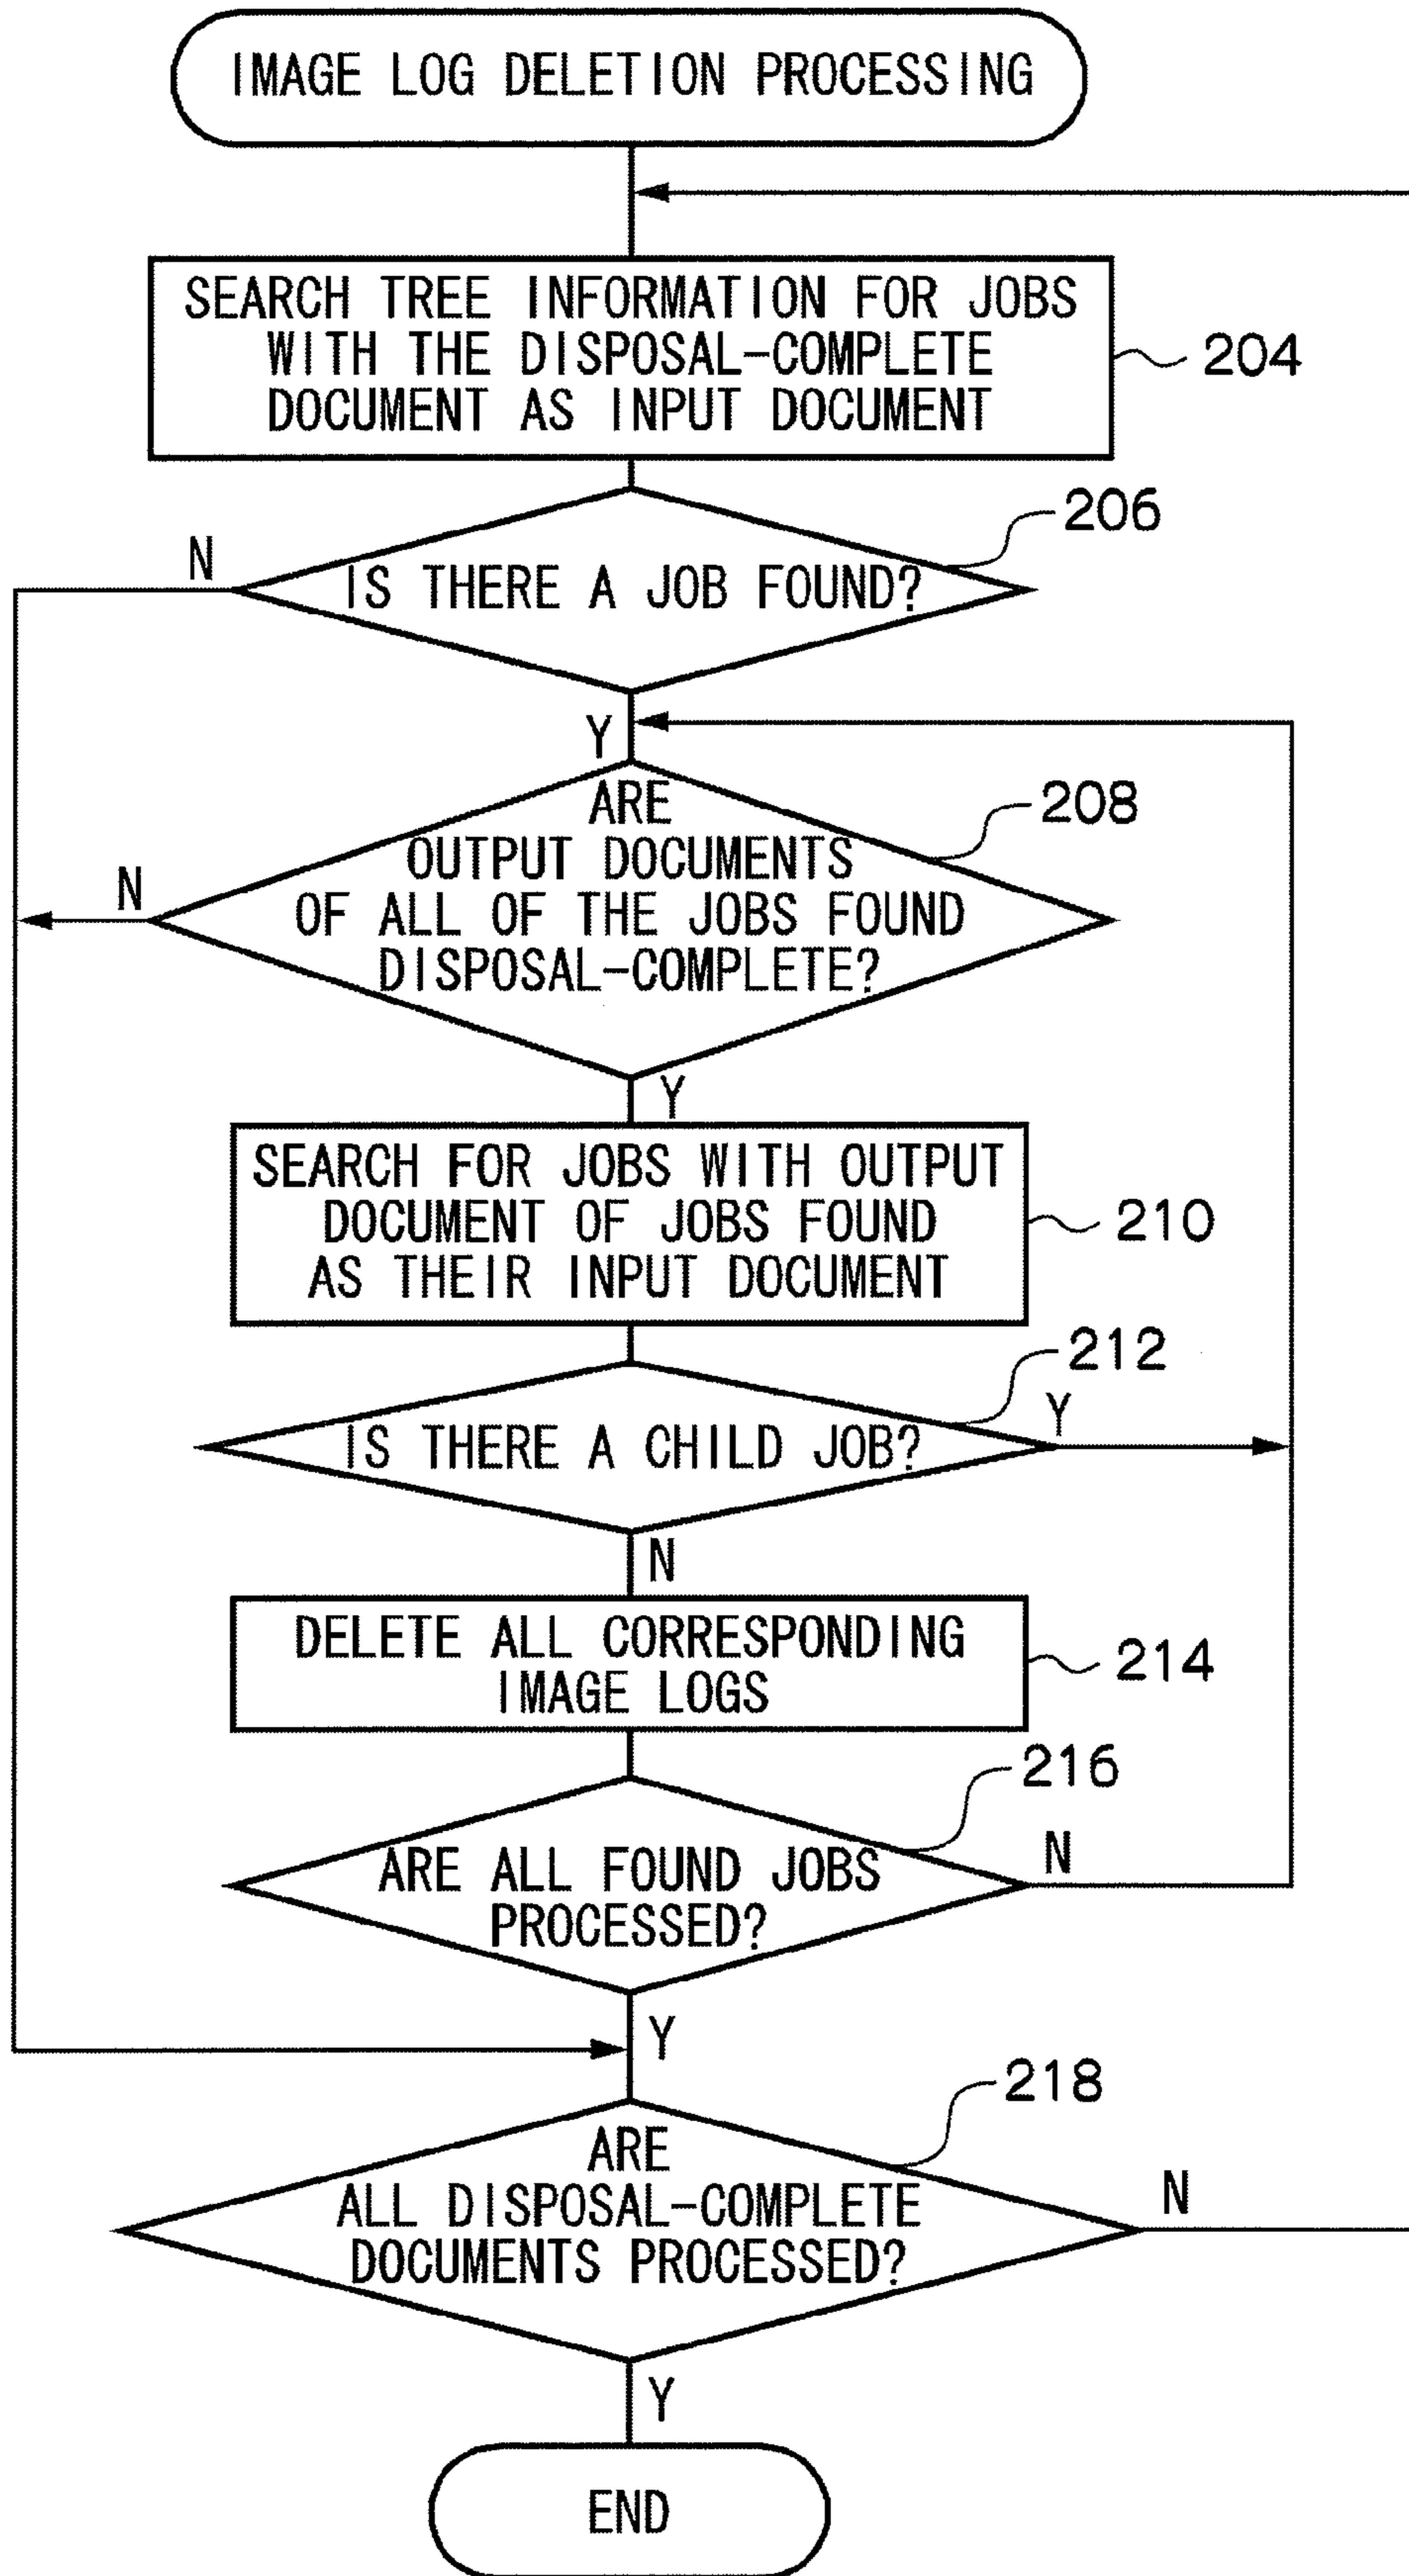 IMAGE LOG DELETION PROCESSING
SEARCH TREE INFORMATION FOR JOBS
WITH THE DISPOSAL-COMPLETE
DOCUMENT AS INPUT DOCUMENT
204
206
N
IS THERE A JOB FOUND?
Y
208
ARE
OUTPUT DOCUMENTS
OF ALL OF THE JOBS FOUND
DISPOSAL-COMPLETE?
N
Y
SEARCH FOR JOBS WITH OUTPUT
DOCUMENT OF JOBS FOUND
AS THEIR INPUT DOCUMENT
210
212
IS THERE A CHILD JOB?
Y
N
DELETE ALL CORRESPONDING
IMAGE LOGS
214
216
ARE ALL FOUND JOBS
PROCESSED?
N
Y
218
ARE
ALL DISPOSAL-COMPLETE
DOCUMENTS PROCESSED?
N
Y
END